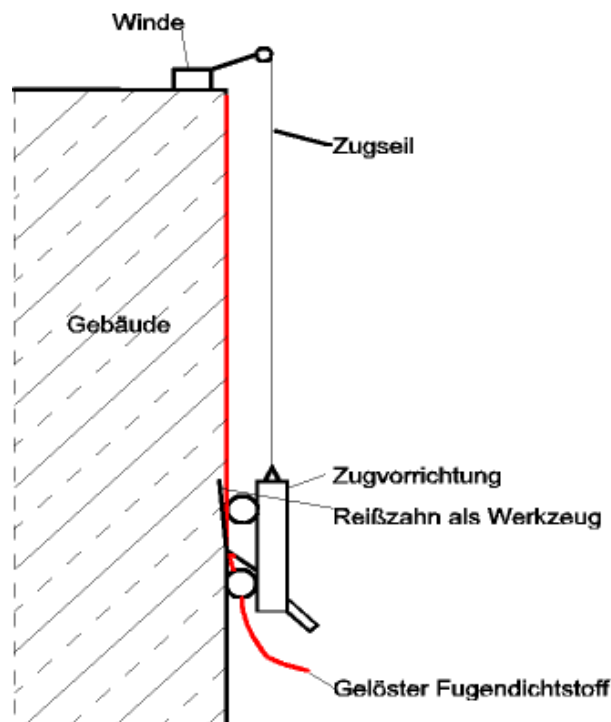 Winde
Zugseil
Gebäude
Zugvorrichtung
Reißzahn als Werkzeug
Gelöster Fugendichtstoff